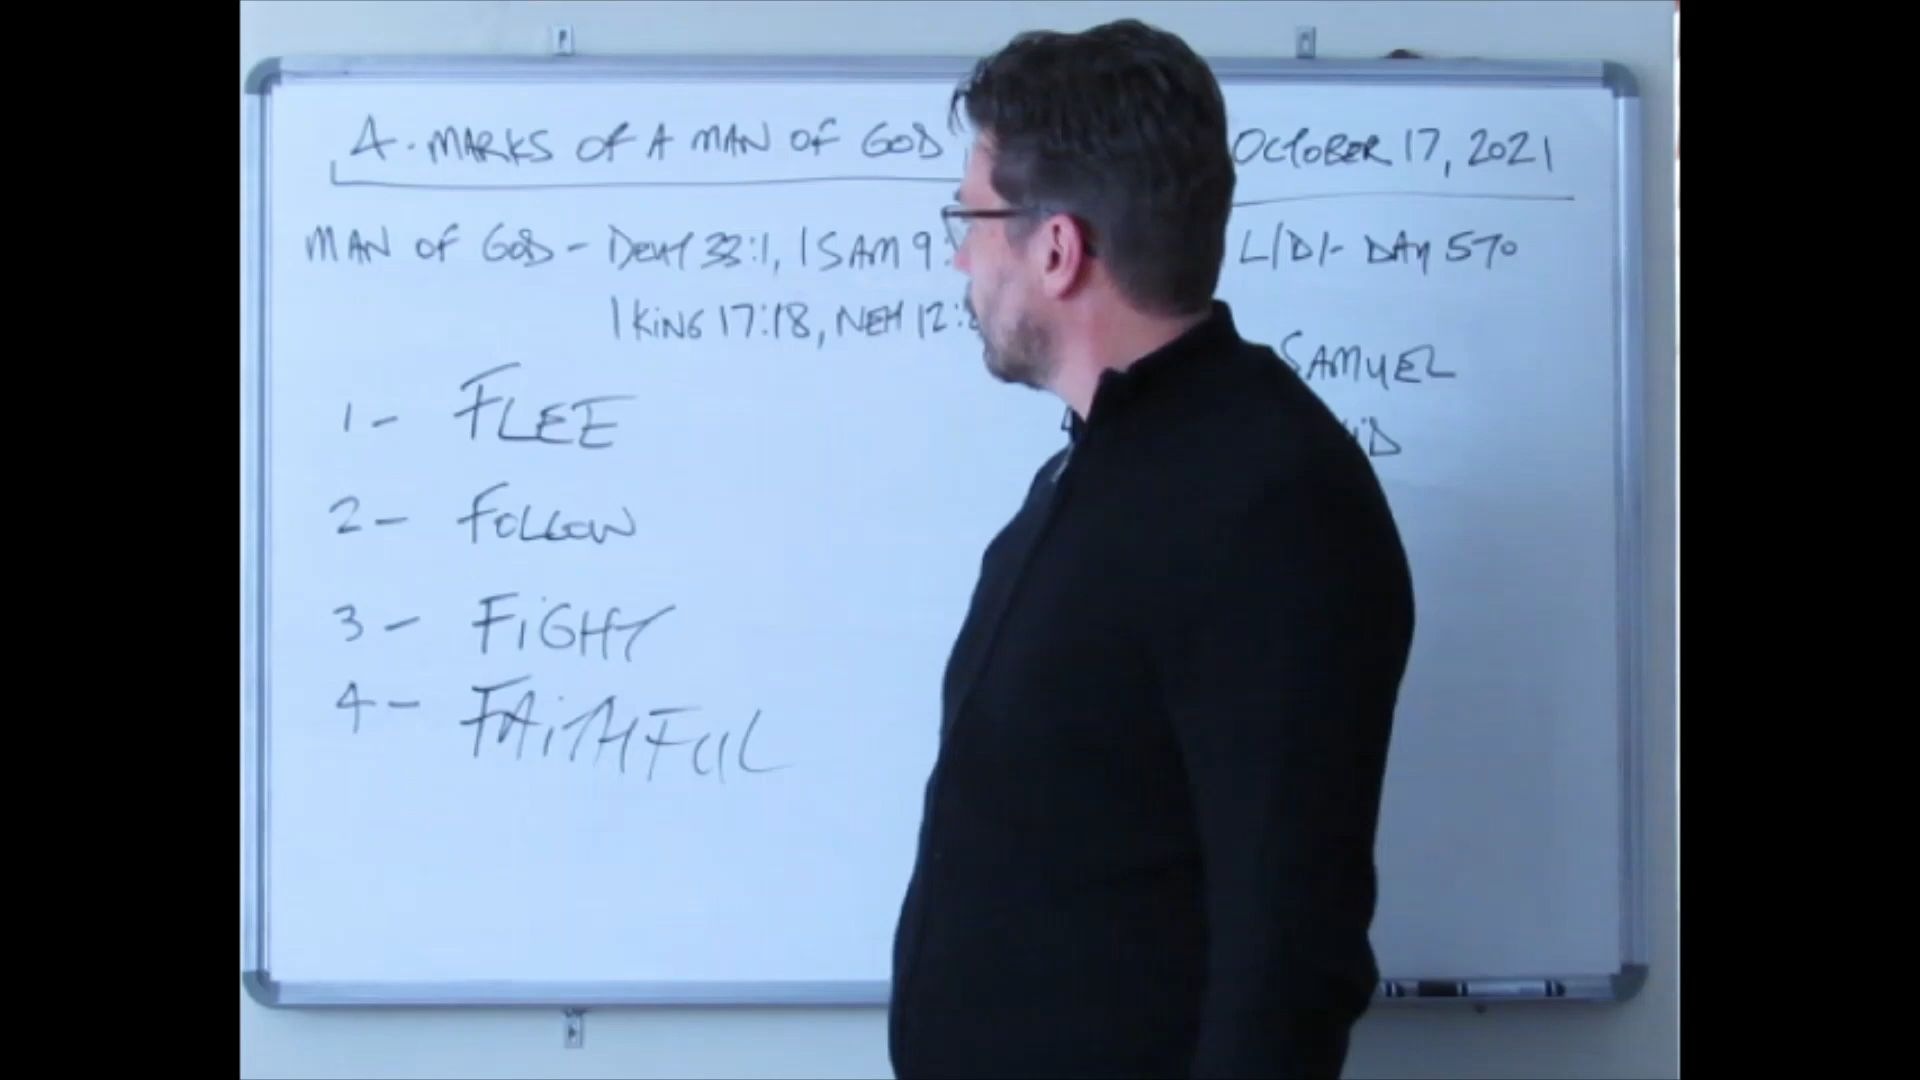 4. MARKS OF A MAN OF GOD OCTOBER 17, 2021
MAN OF GOD - DEUT 33:1, 1 SAM 9: L/D/- DAY 570
1 KING 17:18, NEH 12:
SAMUEL
1- FLEE
2- FOLLOW
3- FIGHT
4- FAITHFUL